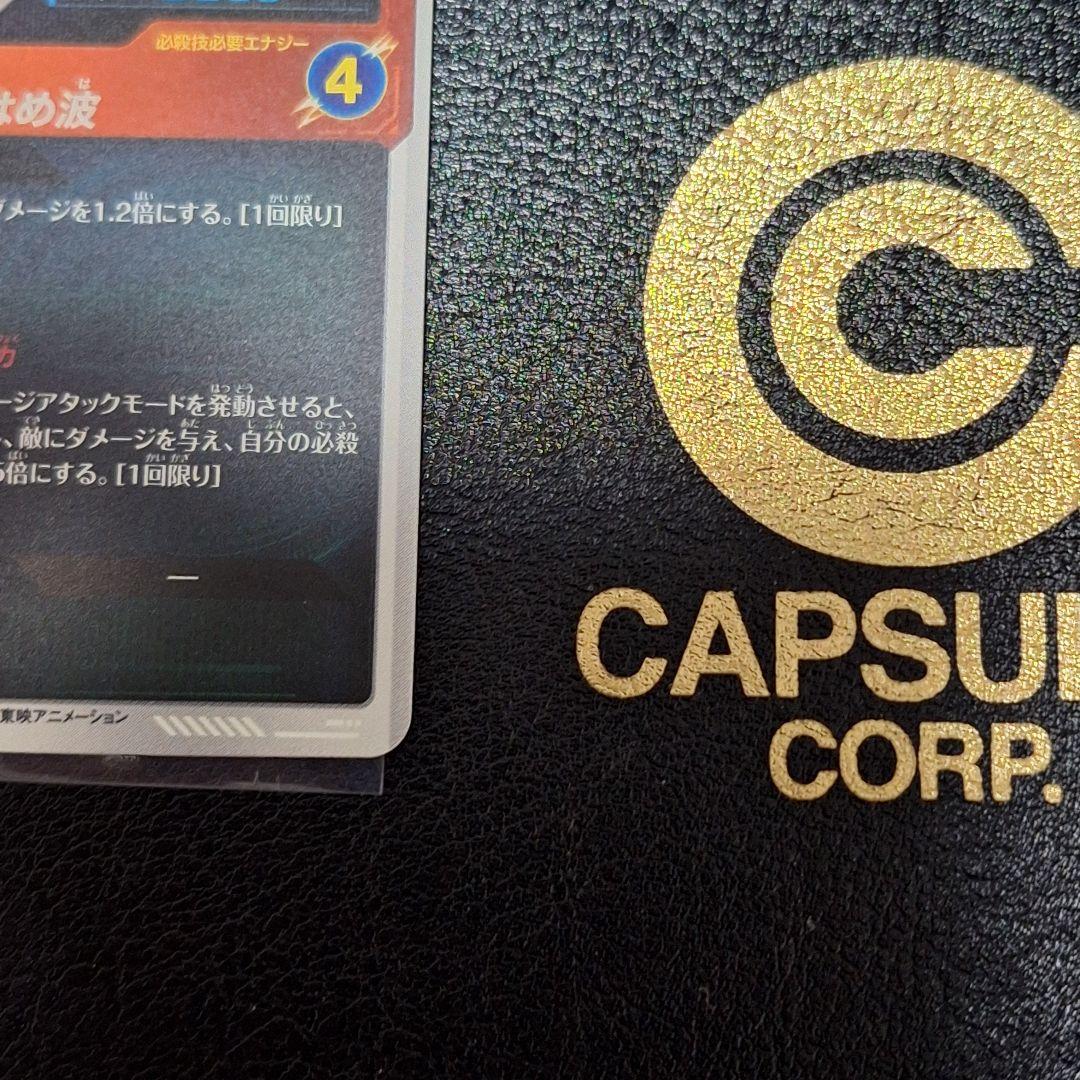 必殺技必要エナジー
4
はめ波
ダメージを1.2倍にする。[1回限り]
ージアタックモードを発動させると、
、敵にダメージを与え、自分の必殺
倍にする。[1回限り]
—
東映アニメーション
C
CAPSU
CORP.